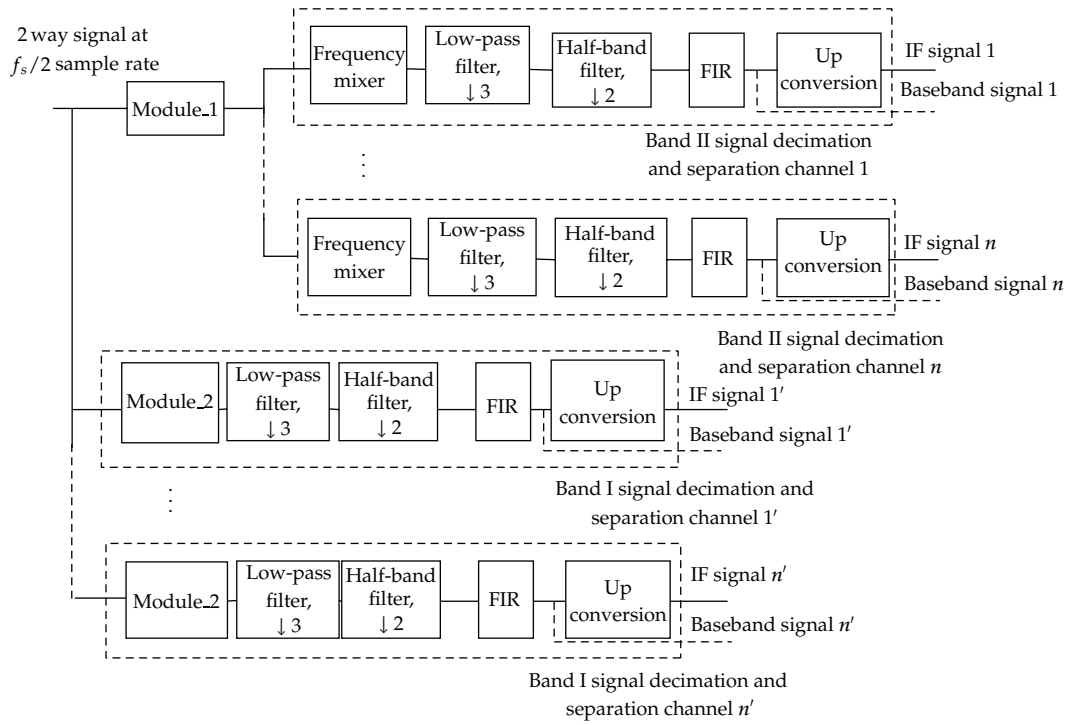 2 way signal at
fs/2 sample rate
Module_1
Frequency
mixer
Low-pass
filter,
↓ 3
Half-band
filter,
↓ 2
FIR
Up
conversion
IF signal 1
Baseband signal 1
Band II signal decimation
and separation channel 1
Frequency
mixer
Low-pass
filter,
↓ 3
Half-band
filter,
↓ 2
FIR
Up
conversion
IF signal n
Baseband signal n
Band II signal decimation
and separation channel n
Module_2
Low-pass
filter,
↓ 3
Half-band
filter,
↓ 2
FIR
Up
conversion
IF signal 1′
Baseband signal 1′
Band I signal decimation and
separation channel 1′
Module_2
Low-pass
filter,
↓ 3
Half-band
filter,
↓ 2
FIR
Up
conversion
IF signal n′
Baseband signal n′
Band I signal decimation and
separation channel n′